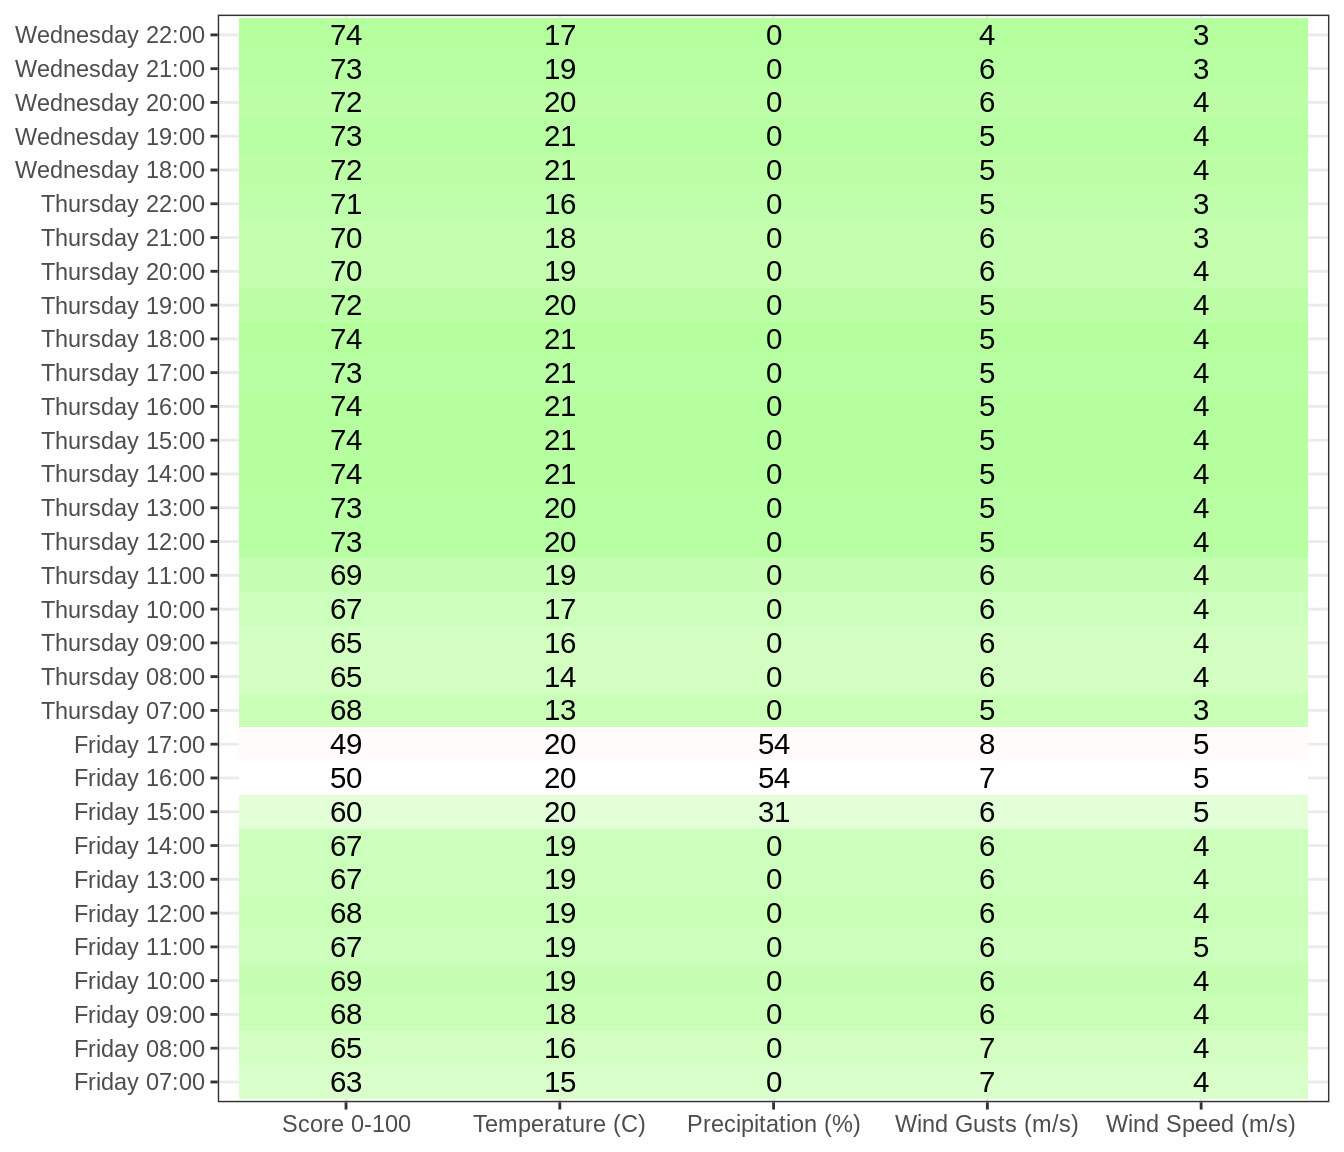 Wednesday 22:00 74 17 0 4 3
Wednesday 21:00 73 19 0 6 3
Wednesday 20:00 72 20 0 6 4
Wednesday 19:00 73 21 0 5 4
Wednesday 18:00 72 21 0 5 4
Thursday 22:00 71 16 0 5 3
Thursday 21:00 70 18 0 6 3
Thursday 20:00 70 19 0 6 4
Thursday 19:00 72 20 0 5 4
Thursday 18:00 74 21 0 5 4
Thursday 17:00 73 21 0 5 4
Thursday 16:00 74 21 0 5 4
Thursday 15:00 74 21 0 5 4
Thursday 14:00 74 21 0 5 4
Thursday 13:00 73 20 0 5 4
Thursday 12:00 73 20 0 5 4
Thursday 11:00 69 19 0 6 4
Thursday 10:00 67 17 0 6 4
Thursday 09:00 65 16 0 6 4
Thursday 08:00 65 14 0 6 4
Thursday 07:00 68 13 0 5 3
Friday 17:00 49 20 54 8 5
Friday 16:00 50 20 54 7 5
Friday 15:00 60 20 31 6 5
Friday 14:00 67 19 0 6 4
Friday 13:00 67 19 0 6 4
Friday 12:00 68 19 0 6 4
Friday 11:00 67 19 0 6 5
Friday 10:00 69 19 0 6 4
Friday 09:00 68 18 0 6 4
Friday 08:00 65 16 0 7 4
Friday 07:00 63 15 0 7 4
Score 0-100 Temperature (C) Precipitation (%) Wind Gusts (m/s) Wind Speed (m/s)